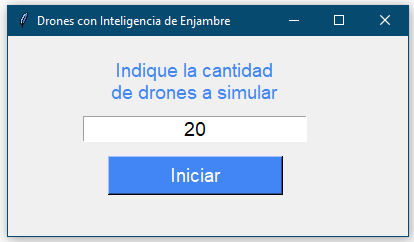 Drones con Inteligencia de Enjambre
Indique la cantidad
de drones a simular
20
Iniciar